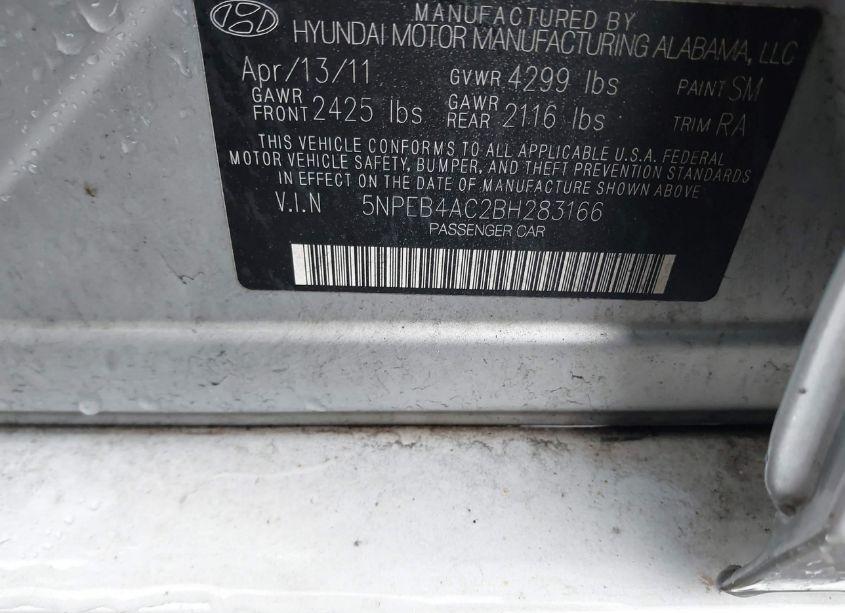 MANUFACTURED BY
HYUNDAI MOTOR MANUFACTURING ALABAMA, LLC
Apr/13/11 GVWR 4299 lbs PAINT SM
GAWR FRONT 2425 lbs GAWR REAR 2116 lbs TRIM RA
THIS VEHICLE CONFORMS TO ALL APPLICABLE U.S.A. FEDERAL
MOTOR VEHICLE SAFETY, BUMPER, AND THEFT PREVENTION STANDARDS
IN EFFECT ON THE DATE OF MANUFACTURE SHOWN ABOVE
V.I.N 5NPEB4AC2BH283166
PASSENGER CAR